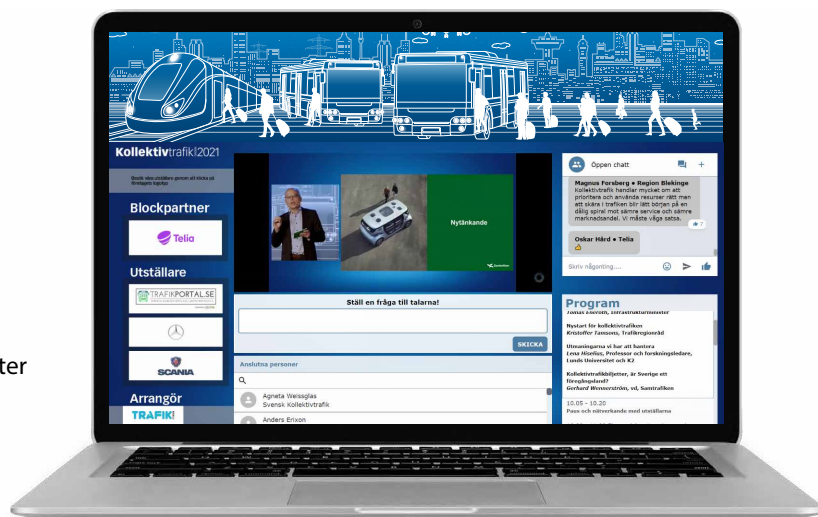 Kollektivtrafik!2021
Besök våra utställare genom att klicka på
företagets logotyp
Blockpartner
Telia
Utställare
TRAFIKPORTAL.SE
SCANIA
Arrangör
TRAFIK!
ter
Nytänkande
Ställ en fråga till talarna!
SKICKA
Anslutna personer
Agneta Weissglas
Svensk Kollektivtrafik
Anders Erixon
Öppen chatt
Magnus Forsberg • Region Blekinge
Kollektivtrafik handlar mycket om att
prioritera och använda resurser rätt men
att skära i trafiken blir lätt början på en
dålig spiral mot sämre service och sämre
marknadsandel. Vi måste våga satsa.
7
Oskar Hård • Telia
Skriv någonting....
Program
Tomas Eneroth, Infrastrukturminister
Nystart för kollektivtrafiken
Kristoffer Tamsons, Trafikregionråd
Utmaningarna vi har att hantera
Lena Hiselius, Professor och forskningsledare,
Lunds Universitet och K2
Kollektivtrafikbiljetter, är Sverige ett
föregångsland?
Gerhard Wennerström, vd, Samtrafiken
10.05 - 10.20
Paus och nätverkande med utställarna